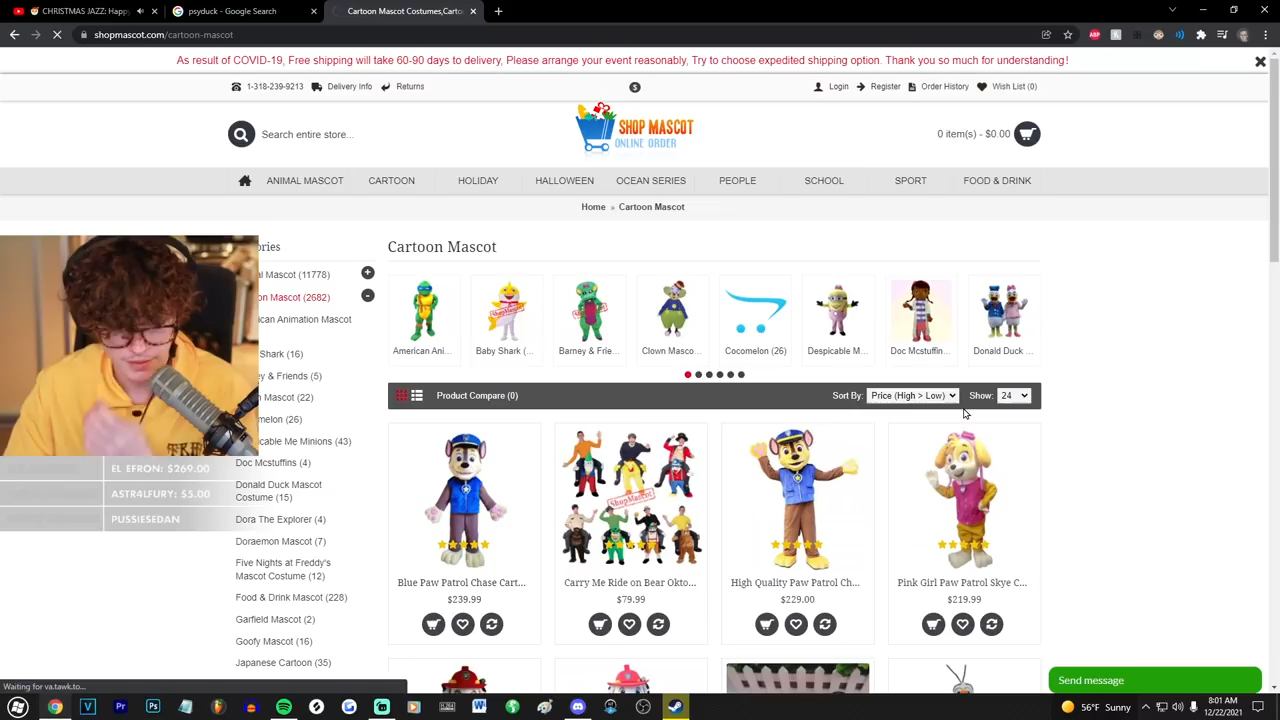 CHRISTMAS JAZZ: Happ
psyduck - Google Search
Cartoon Mascot Costumes,Carto
shopmascot.com/cartoon-mascot
As result of COVID-19, Free shipping will take 60-90 days to delivery, Please arrange your event reasonably, Try to choose expedited shipping option. Thank you so much for understanding!
1-318-239-9213 Delivery Info Returns $ Login Register Order History Wish List (0)
Search entire store...
SHOP MASCOT
ONLINE ORDER
0 item(s) - $0.00
ANIMAL MASCOT CARTOON HOLIDAY HALLOWEEN OCEAN SERIES PEOPLE SCHOOL SPORT FOOD & DRINK
Home » Cartoon Mascot
ories
al Mascot (11778)
on Mascot (2682)
ican Animation Mascot
Shark (16)
ey & Friends (5)
n Mascot (22)
melon (26)
icable Me Minions (43)
Doc Mcstuffins (4)
Donald Duck Mascot
Costume (15)
Dora The Explorer (4)
Doraemon Mascot (7)
Five Nights at Freddy's
Mascot Costume (12)
Food & Drink Mascot (228)
Garfield Mascot (2)
Goofy Mascot (16)
Japanese Cartoon (35)
EL EFRON: $269.00
ASTR4LFURY: $5.00
PUSSIESEDAN
Cartoon Mascot
American Ani... Baby Shark (... Barney & Frie... Clown Masco... Cocomelon (26) Despicable M... Doc Mcstuffin... Donald Duck ...
Product Compare (0) Sort By: Price (High > Low) Show: 24
ShopMascot
Blue Paw Patrol Chase Cart... Carry Me Ride on Bear Okto... High Quality Paw Patrol Ch... Pink Girl Paw Patrol Skye C...
$239.99 $79.99 $229.00 $219.99
Send message
Waiting for va.tawk.to...
56°F Sunny
8:01 AM
12/22/2021